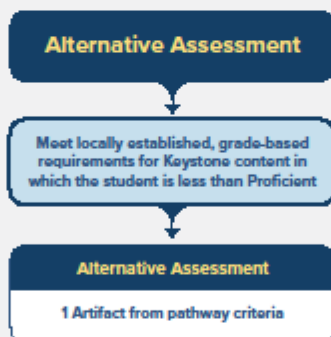 Alternative Assessment
Meet locally established, grade-based
requirements for Keystone content in
which the student is less than Proficient
Alternative Assessment
1 Artifact from pathway criteria